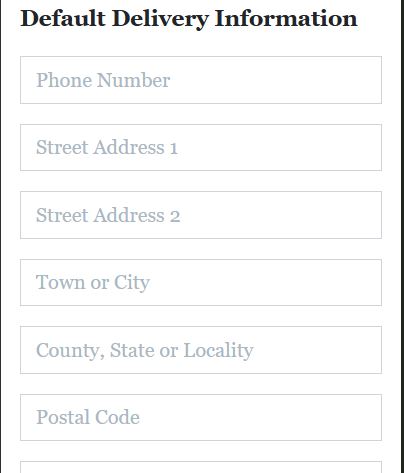 Default Delivery Information
Phone Number
Street Address 1
Street Address 2
Town or City
County, State or Locality
Postal Code